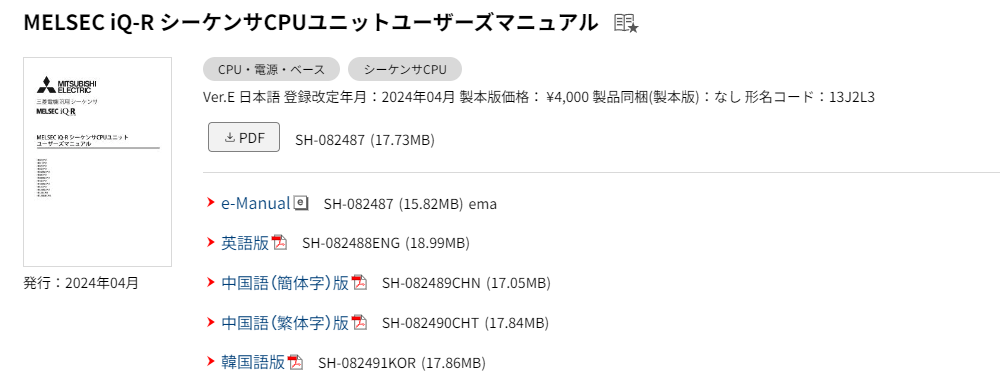 MELSEC iQ-R シーケンサCPUユニットユーザーズマニュアル
MITSUBISHI
ELECTRIC
三菱電機汎用シーケンサ
MELSEC iQ-R
MELSEC iQ-R シーケンサCPUユニット
ユーザーズマニュアル
発行：2024年04月
CPU・電源・ベース シーケンサCPU
Ver.E 日本語 登録改定年月：2024年04月 製本版価格： ¥4,000 製品同梱(製本版)：なし 形名コード：13J2L3
PDF SH-082487 (17.73MB)
e-Manual SH-082487 (15.82MB) ema
英語版 SH-082488ENG (18.99MB)
中国語（簡体字）版 SH-082489CHN (17.05MB)
中国語（繁体字）版 SH-082490CHT (17.84MB)
韓国語版 SH-082491KOR (17.86MB)